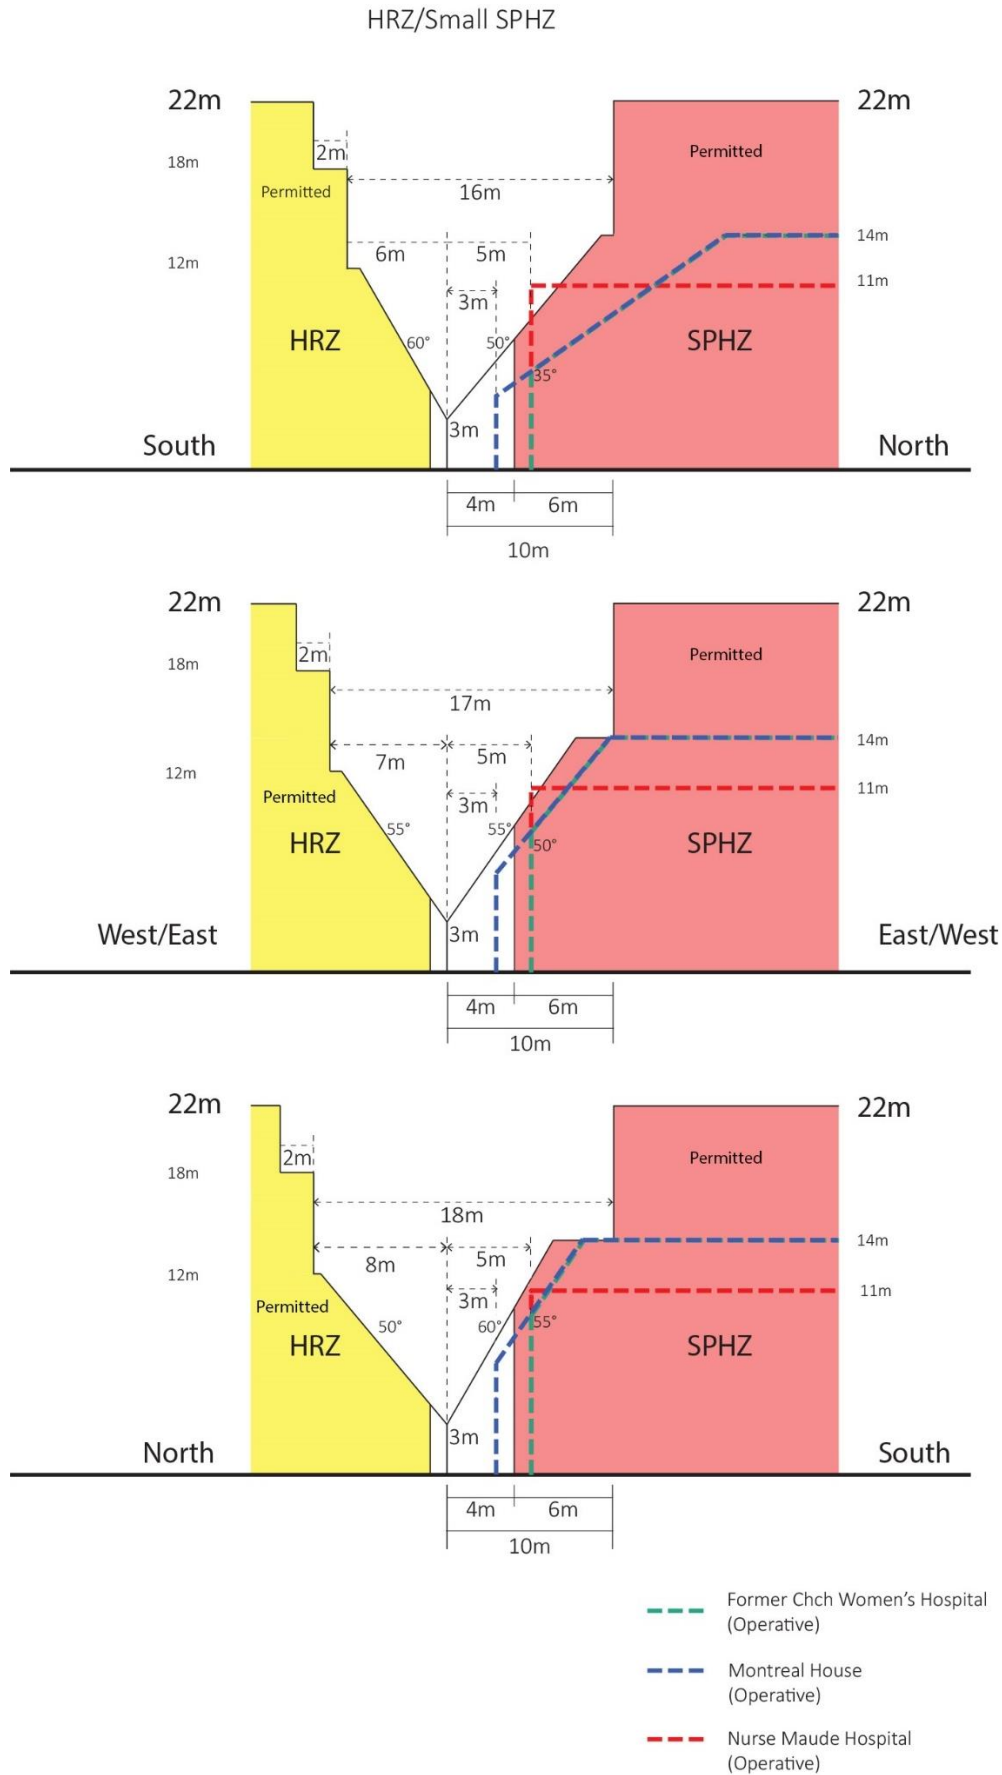 HRZ/Small SPHZ
22m
22m
2m
Permitted
18m
16m
Permitted
14m
6m
5m
12m
11m
3m
HRZ
60°
50°
SPHZ
35°
3m
South
North
4m
6m
10m
22m
22m
2m
Permitted
18m
17m
14m
7m
5m
12m
11m
Permitted
3m
HRZ
55°
55°
50°
SPHZ
West/East
3m
East/West
4m
6m
10m
22m
22m
2m
Permitted
18m
18m
14m
8m
5m
12m
11m
3m
Permitted
50°
60°
55°
HRZ
SPHZ
3m
North
South
4m
6m
10m
Former Chch Women's Hospital
(Operative)
Montreal House
(Operative)
Nurse Maude Hospital
(Operative)